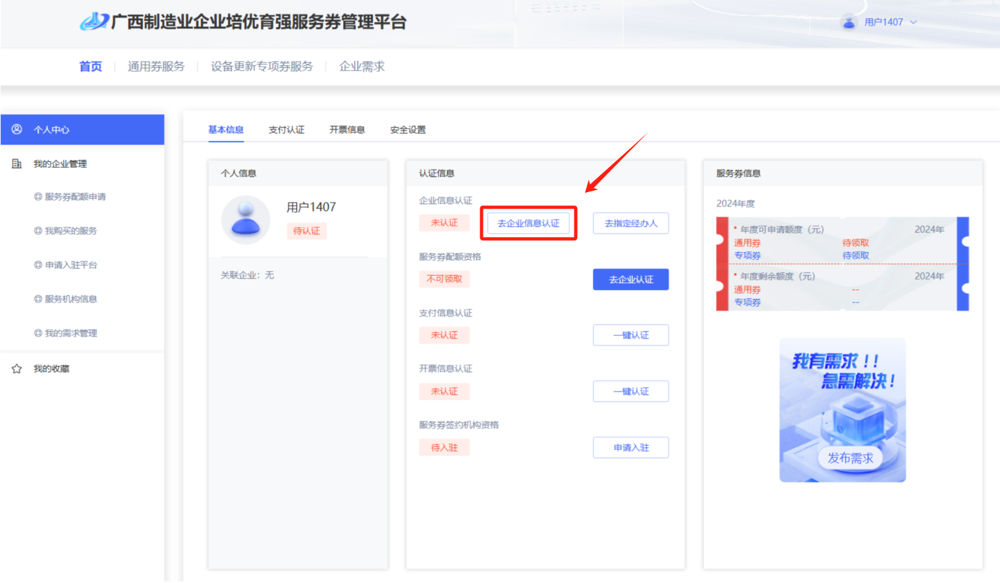 广西制造业企业培优育强服务券管理平台
用户1407
首页
通用券服务
设备更新专项券服务
企业需求
个人中心
我的企业管理
服务券配额申请
我购买的服务
申请入驻平台
服务机构信息
我的需求管理
我的收藏
基本信息
支付认证
开票信息
安全设置
个人信息
用户1407
待认证
关联企业：无
认证信息
企业信息认证
未认证
去企业信息认证
去指定经办人
服务券配额资格
不可领取
去企业认证
支付信息认证
未认证
一键认证
开票信息认证
未认证
一键认证
服务券签约机构资格
待入驻
申请入驻
服务券信息
2024年度
* 年度可申请额度（元） 2024年
通用券 待领取
专项券 待领取
* 年度剩余额度（元） 2024年
通用券 --
专项券 --
我有需求！！
急需解决！
发布需求